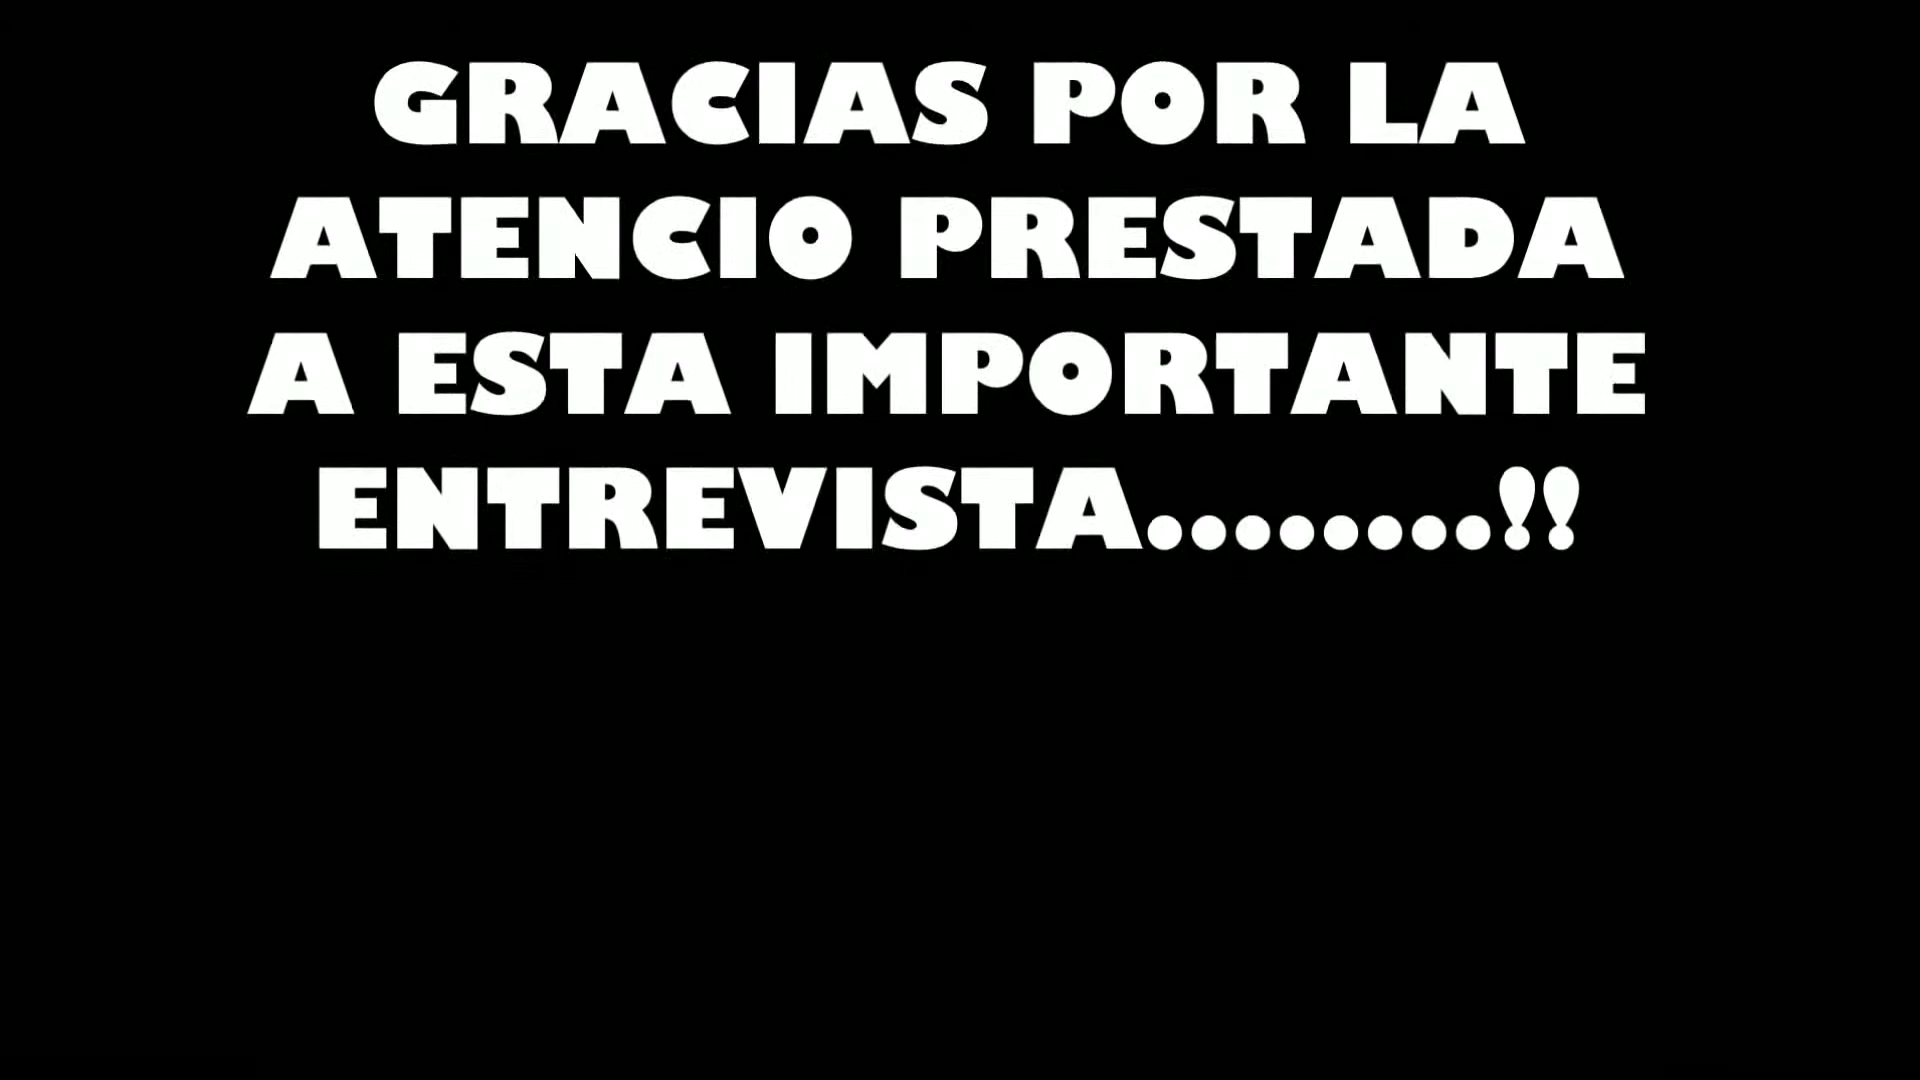 GRACIAS POR LA
ATENCIO PRESTADA
A ESTA IMPORTANTE
ENTREVISTA........!!